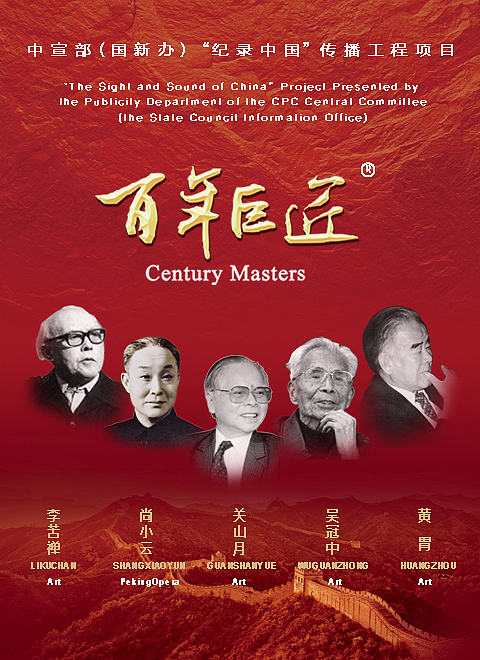 中宣部(国新办)“纪录中国”传播工程项目
"The Sight and Sound of China" Project Presented by
the Publicity Department of the CPC Central Committee
(the State Council Information Office)
百年巨匠®
Century Masters
李苦禅
LIKUCHAN
Art
尚小云
SHANGXIAOYUN
PekingOpera
关山月
GUANSHANYUE
Art
吴冠中
WUGUANZHONG
Art
黄胄
HUANGZHOU
Art